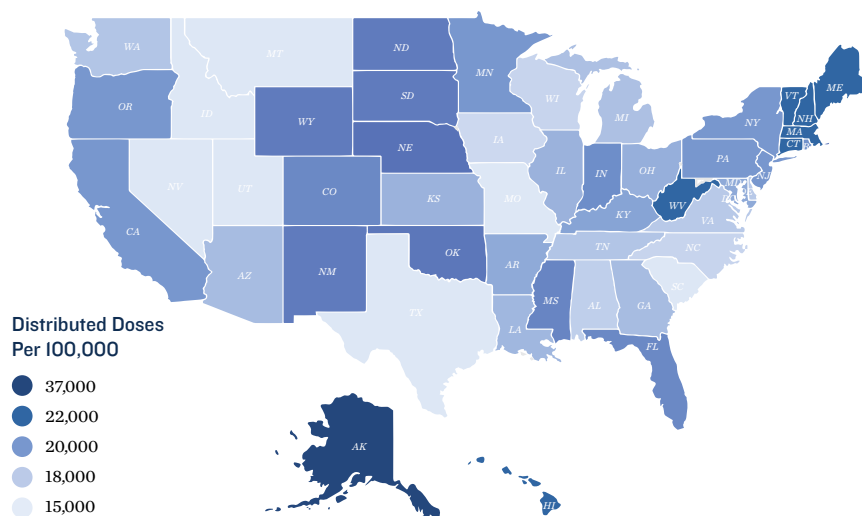 WA
MT
ND
MN
OR
ID
SD
WI
MI
ME
VT
NH
WY
NY
MA
CT
IA
NE
PA
NV
UT
CO
IL
IN
OH
NJ
KS
MO
WV
KY
VA
CA
AZ
NM
OK
AR
TN
NC
SC
MS
AL
GA
TX
LA
FL
Distributed Doses
Per 100,000
37,000
22,000
20,000
18,000
15,000
AK
HI